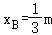 x_B = 1/3 m